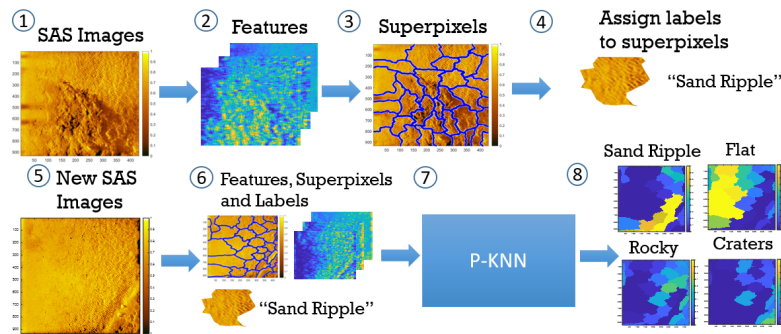 1
SAS Images
2
Features
3
Superpixels
4
Assign labels
to superpixels
"Sand Ripple"
5
New SAS
Images
6
Features, Superpixels
and Labels
"Sand Ripple"
7
P-KNN
8
Sand Ripple
Flat
Rocky
Craters